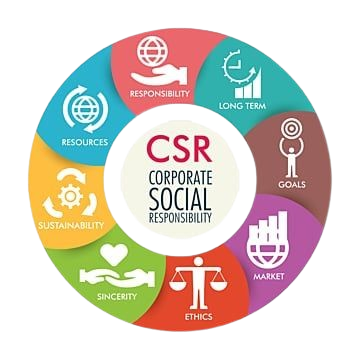 RESPONSIBILITY
LONG TERM
GOALS
MARKET
ETHICS
SINCERITY
SUSTAINABILITY
RESOURCES
CSR
CORPORATE
SOCIAL
RESPONSIBILITY